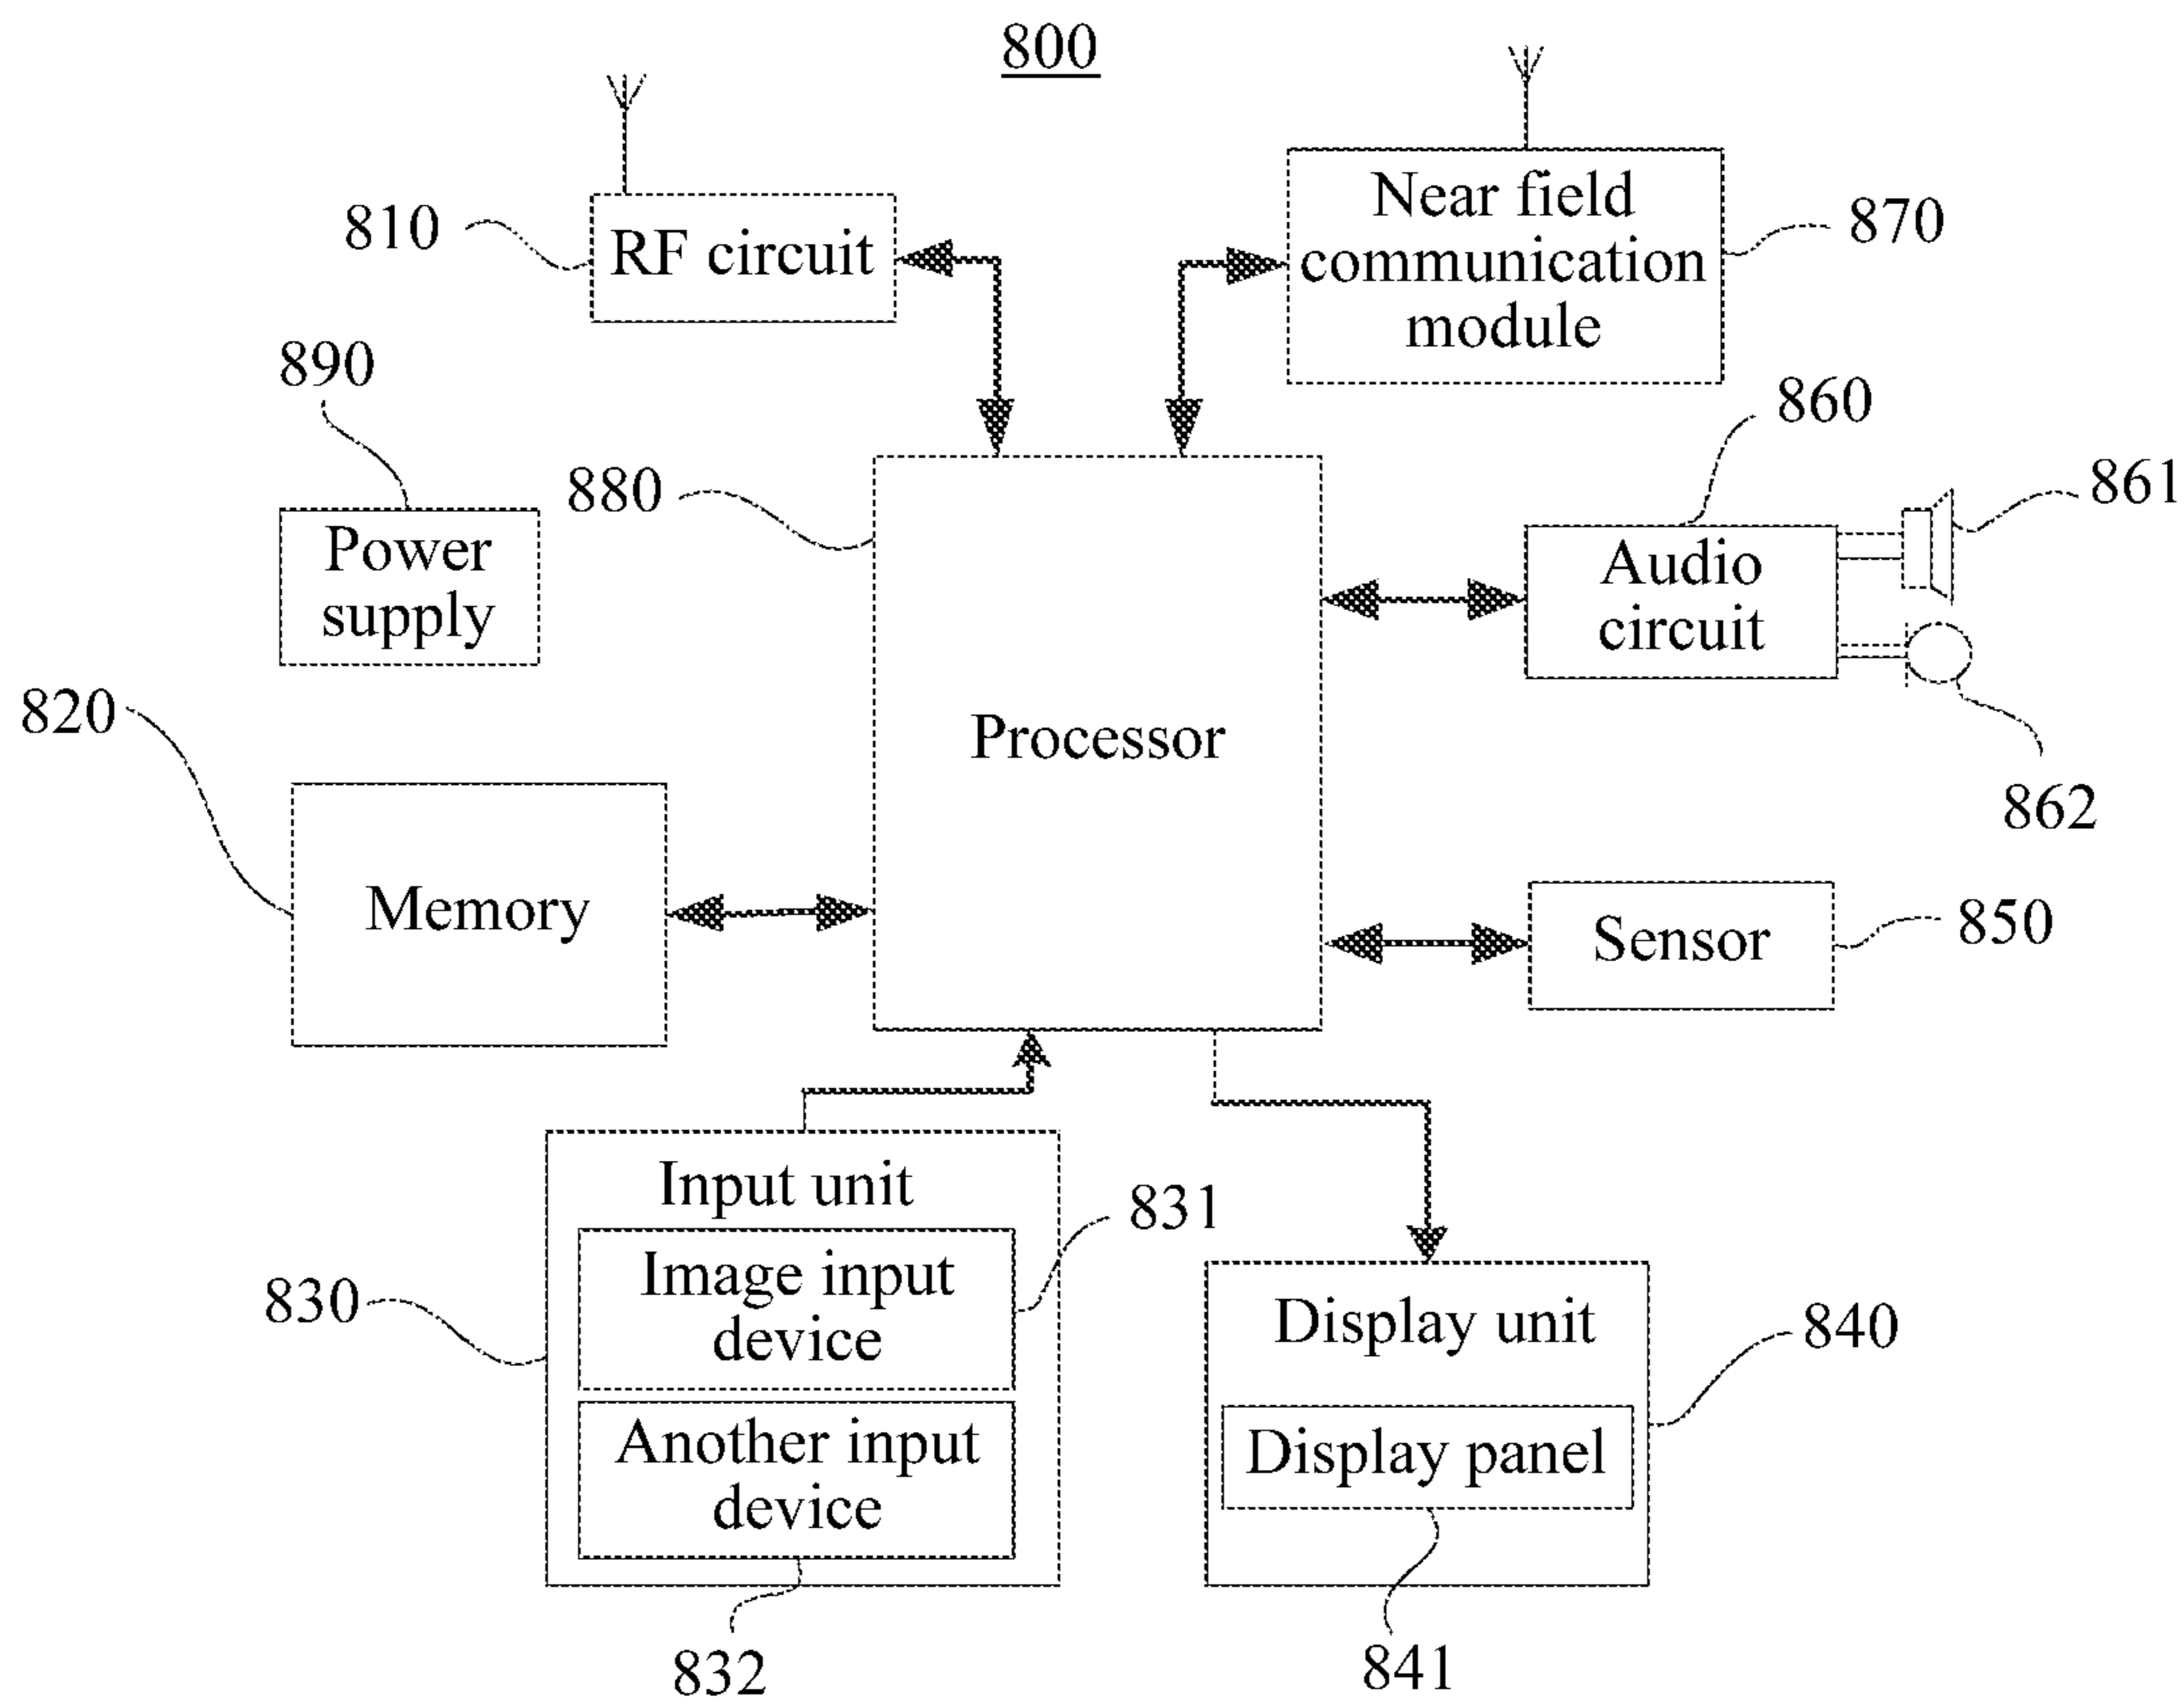 800
810
RF circuit
Near field
communication
module
870
890
880
860
861
Power
supply
Audio
circuit
820
Processor
862
Memory
Sensor
850
Input unit
831
Image input
device
830
Display unit
840
Another input
device
Display panel
832
841